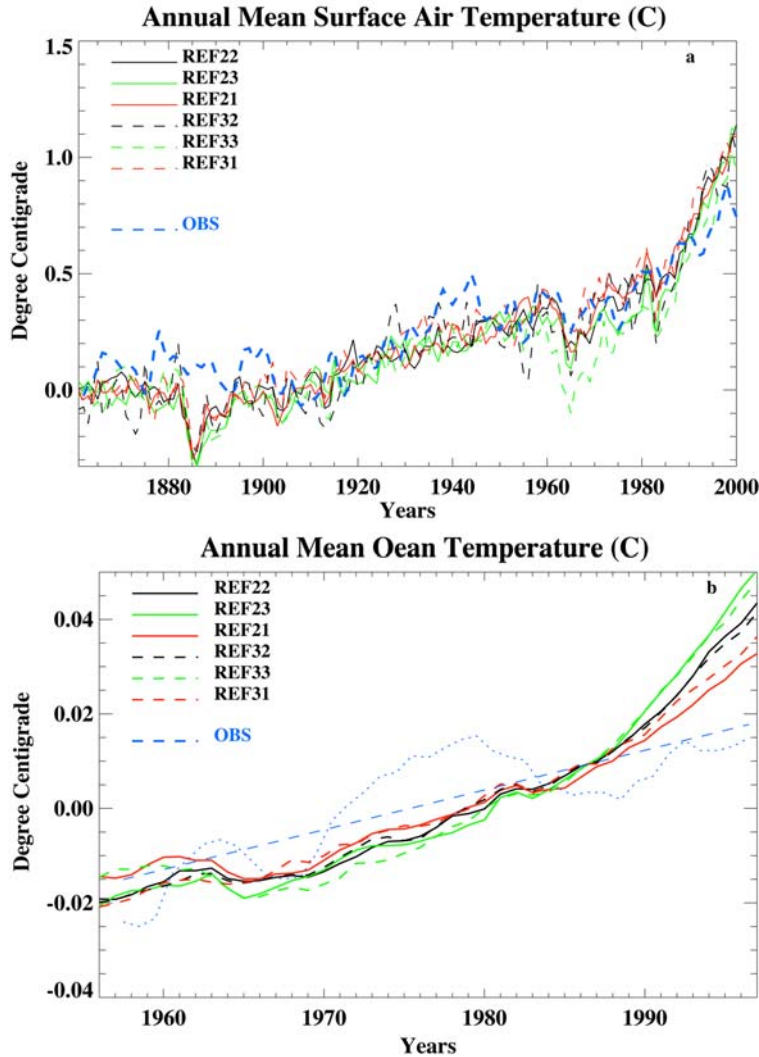 Annual Mean Surface Air Temperature (C)
1.5
REF22
a
REF23
REF21
REF32
1.0
REF33
REF31
OBS
Degree Centigrade
0.5
0.0
1880
1900
1920
1940
1960
1980
2000
Years
Annual Mean Oean Temperature (C)
REF22
b
REF23
0.04
REF21
REF32
REF33
REF31
0.02
OBS
Degree Centigrade
0.00
-0.02
-0.04
1960
1970
1980
1990
Years